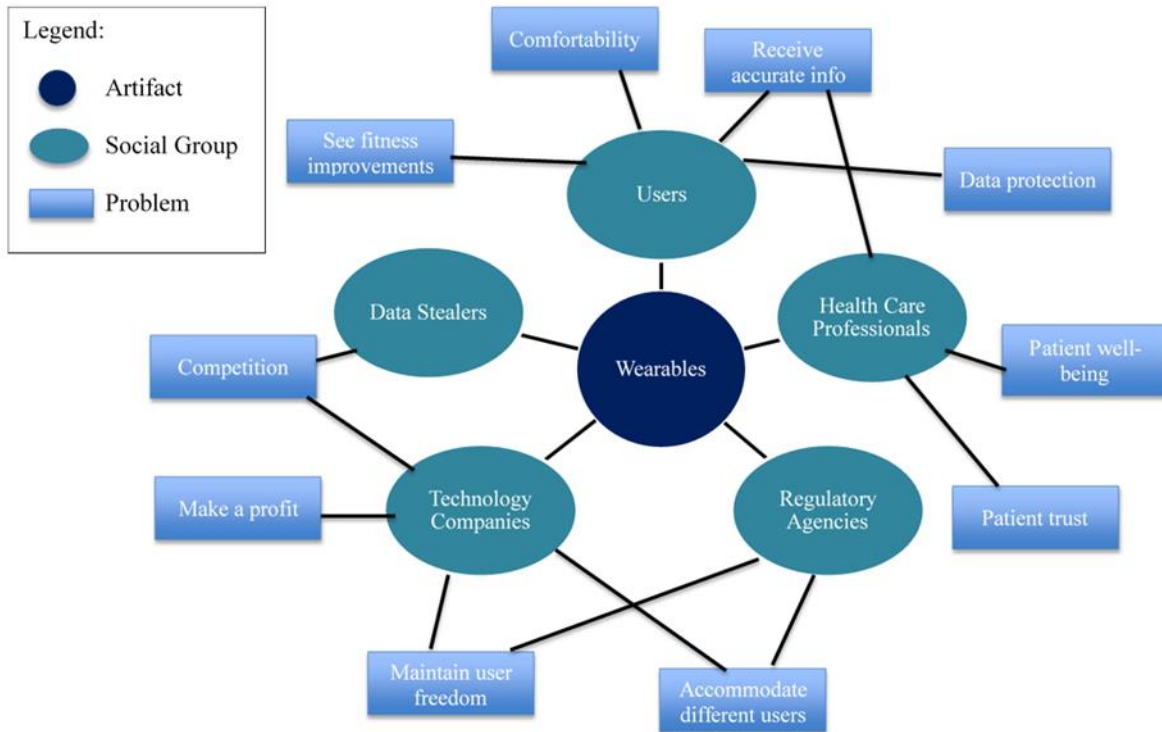 Legend:
Artifact
Social Group
Problem
Comfortability
Receive
accurate info
See fitness
improvements
Data protection
Users
Data Stealers
Health Care
Professionals
Competition
Wearables
Patient well-
being
Make a profit
Technology
Companies
Regulatory
Agencies
Patient trust
Maintain user
freedom
Accommodate
different users